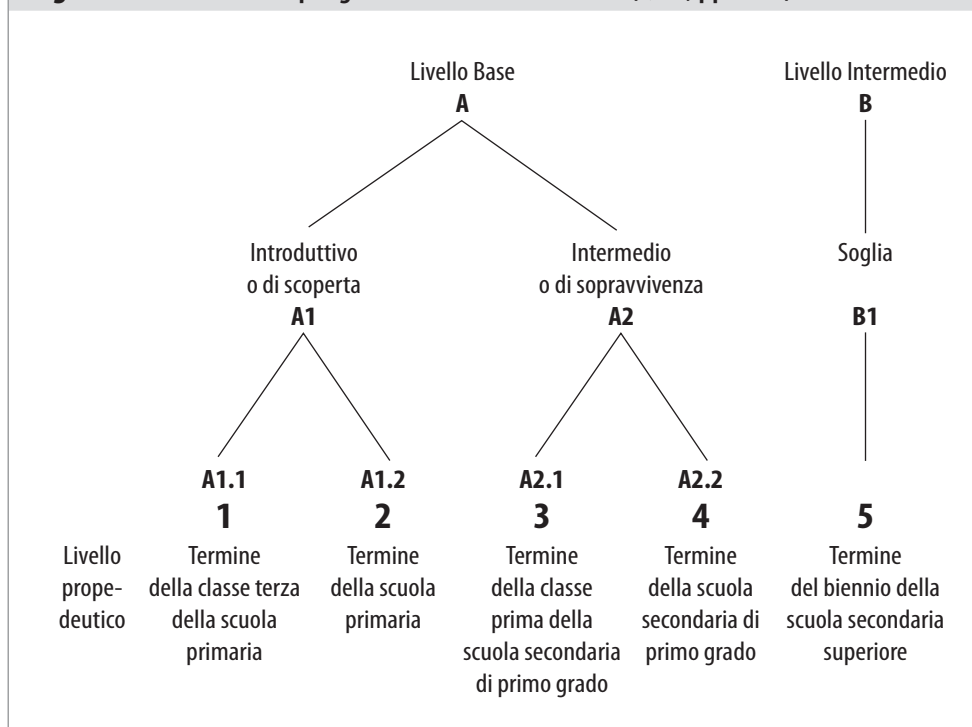 Livello Base
A
Livello Intermedio
B
Introduttivo
o di scoperta
A1
Intermedio
o di sopravvivenza
A2
Soglia
B1
A1.1
1
A1.2
2
A2.1
3
A2.2
4
5
Livello
prope-
deutico
Termine
della classe terza
della scuola
primaria
Termine
della scuola
primaria
Termine
della classe
prima della
scuola secondaria
di primo grado
Termine
della scuola
secondaria di
primo grado
Termine
del biennio della
scuola secondaria
superiore